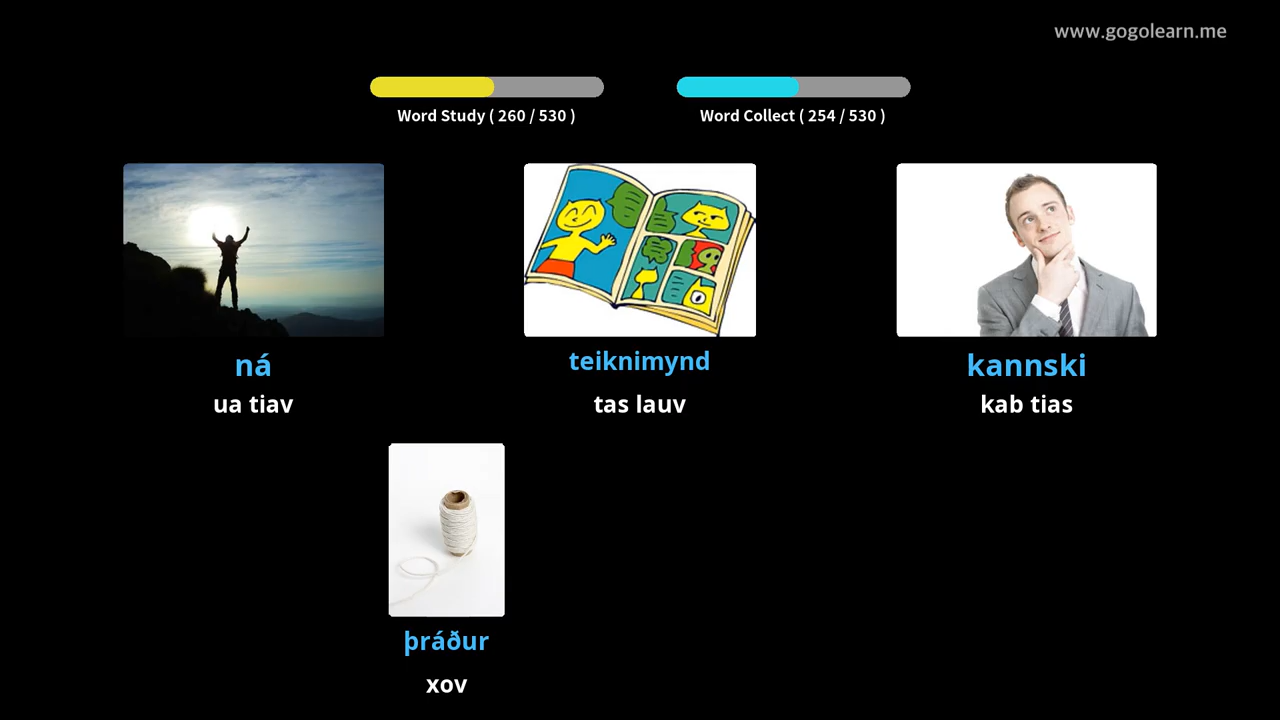 www.gogolearn.me
Word Study ( 260 / 530 )
Word Collect ( 254 / 530 )
ná
teiknimynd
kannski
ua tiav
tas lauv
kab tias
þráður
xov